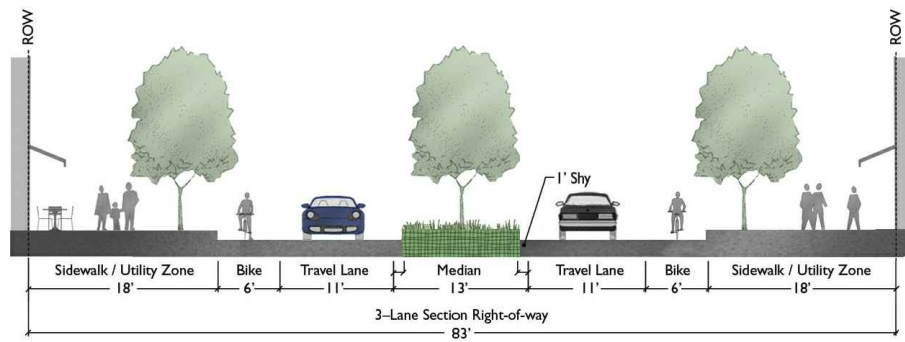 ROW
ROW
1' Shy
Sidewalk / Utility Zone
18'
Bike
6'
Travel Lane
11'
Median
13'
Travel Lane
11'
Bike
6'
Sidewalk / Utility Zone
18'
3–Lane Section Right-of-way
83'